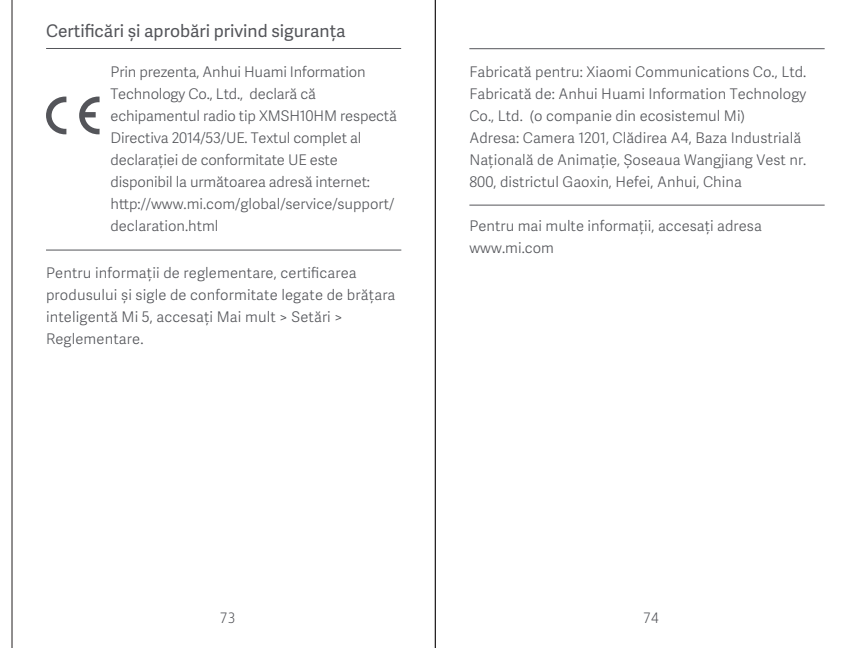 Certificări și aprobări privind siguranța
Prin prezenta, Anhui Huami Information
Technology Co., Ltd.,  declară că
echipamentul radio tip XMSH10HM respectă
Directiva 2014/53/UE. Textul complet al
declarației de conformitate UE este
disponibil la următoarea adresă internet:
http://www.mi.com/global/service/support/
declaration.html
Pentru informații de reglementare, certificarea
produsului și sigle de conformitate legate de brățara
inteligentă Mi 5, accesați Mai mult > Setări >
Reglementare.
73
Fabricată pentru: Xiaomi Communications Co., Ltd.
Fabricată de: Anhui Huami Information Technology
Co., Ltd.  (o companie din ecosistemul Mi)
Adresa: Camera 1201, Clădirea A4, Baza Industrială
Națională de Animație, Șoseaua Wangjiang Vest nr.
800, districtul Gaoxin, Hefei, Anhui, China
Pentru mai multe informații, accesați adresa
www.mi.com
74